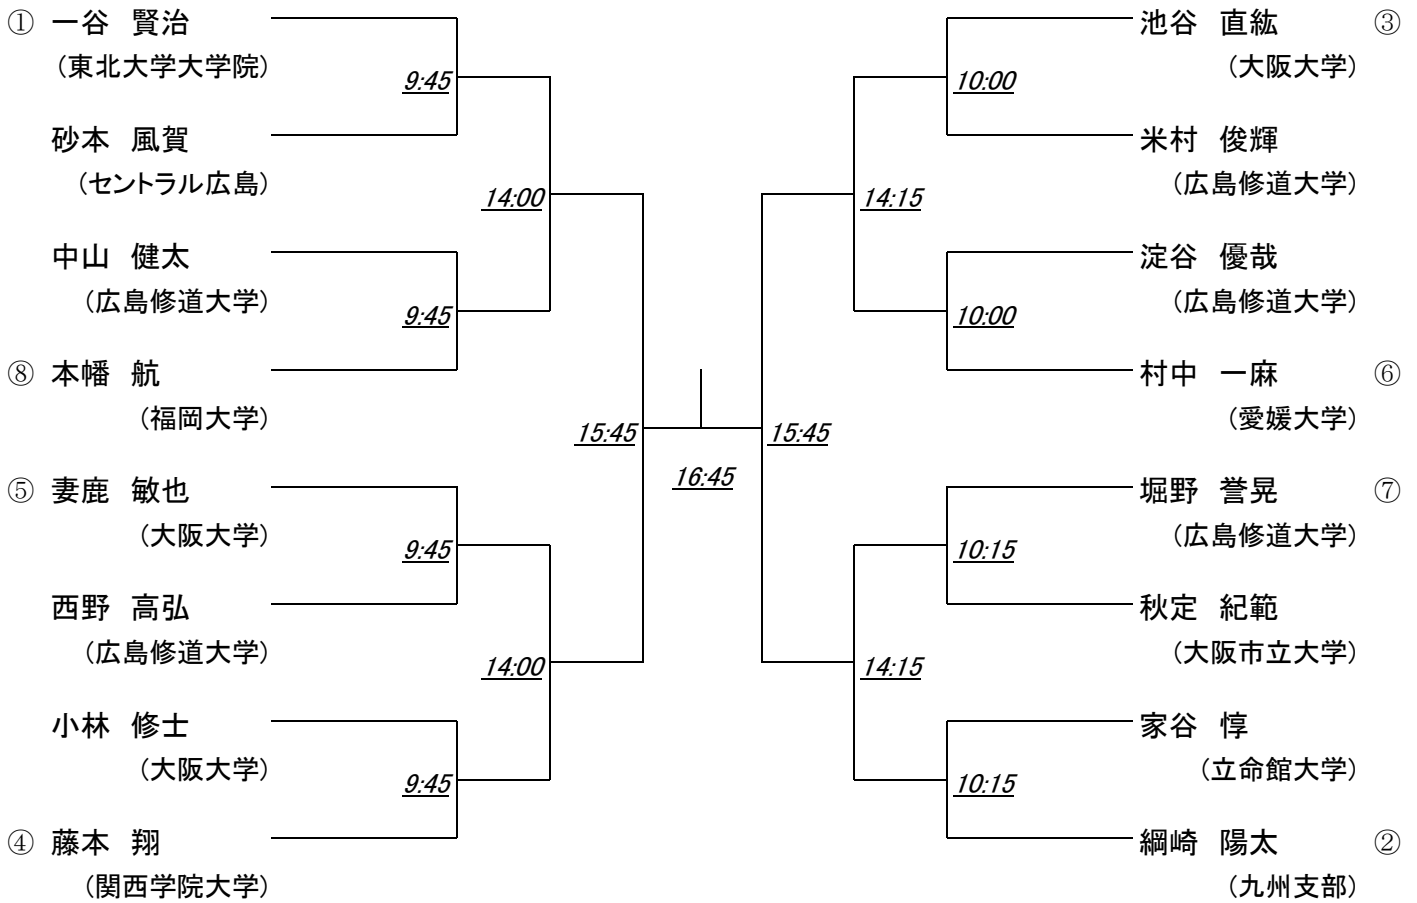 ① 一谷 賢治
(東北大学大学院)
9:45
砂本 風賀
(セントラル広島)
14:00
中山 健太
(広島修道大学)
9:45
⑧ 本幡 航
(福岡大学)
15:45
⑤ 妻鹿 敏也
(大阪大学)
9:45
西野 高弘
(広島修道大学)
14:00
小林 修士
(大阪大学)
9:45
④ 藤本 翔
(関西学院大学)
16:45
池谷 直紘 ③
(大阪大学)
10:00
米村 俊輝
(広島修道大学)
14:15
淀谷 優哉
(広島修道大学)
10:00
村中 一麻 ⑥
(愛媛大学)
15:45
堀野 誉晃 ⑦
(広島修道大学)
10:15
秋定 紀範
(大阪市立大学)
14:15
家谷 惇
(立命館大学)
10:15
綱崎 陽太 ②
(九州支部)